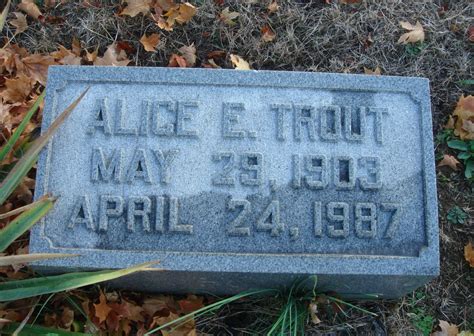 ALICE E. TROUT
MAY 29, 1903
APRIL 24, 1987